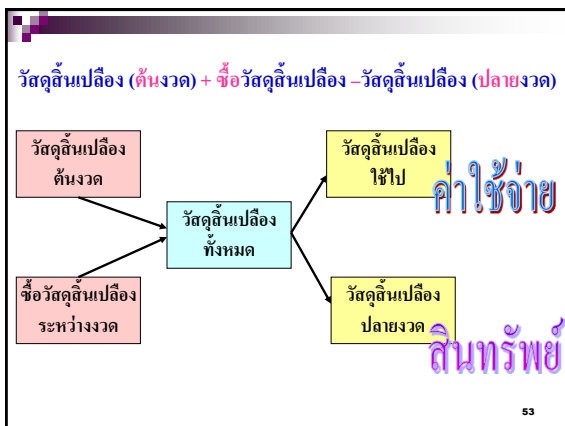 วัสดุสิ้นเปลือง (ต้นงวด) + ซื้อวัสดุสิ้นเปลือง –วัสดุสิ้นเปลือง (ปลายงวด)
วัสดุสิ้นเปลือง
ต้นงวด
วัสดุสิ้นเปลือง
ใช้ไป
ค่าใช้จ่าย
วัสดุสิ้นเปลือง
ทั้งหมด
ซื้อวัสดุสิ้นเปลือง
ระหว่างงวด
วัสดุสิ้นเปลือง
ปลายงวด
สินทรัพย์
53